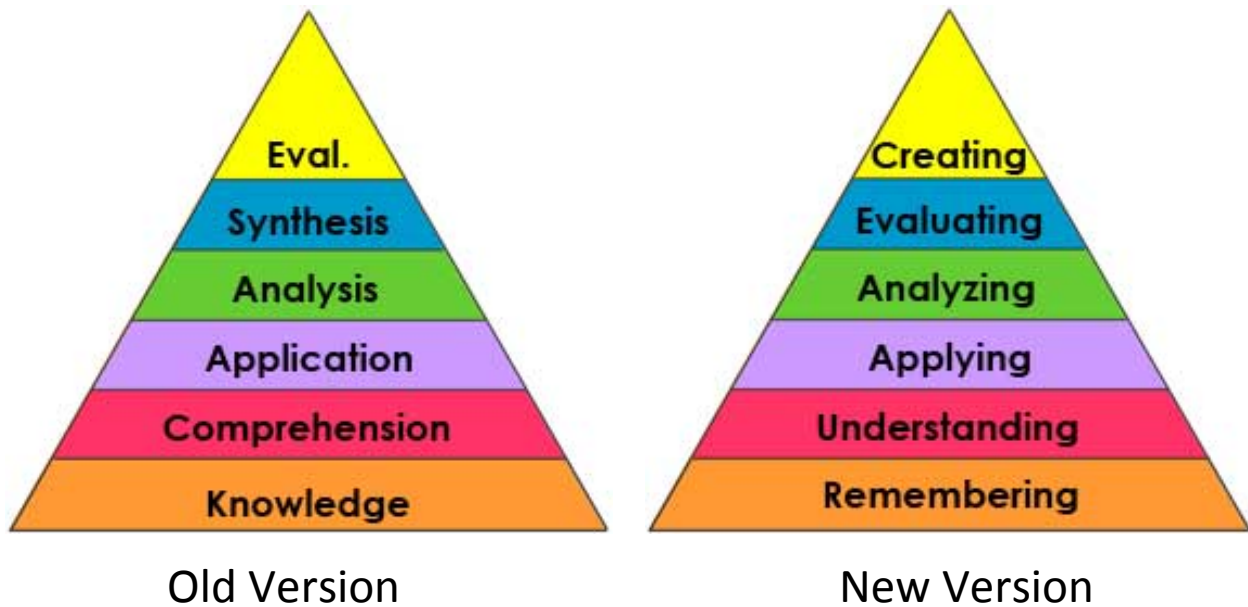 Eval.
Synthesis
Analysis
Application
Comprehension
Knowledge
Old Version
Creating
Evaluating
Analyzing
Applying
Understanding
Remembering
New Version